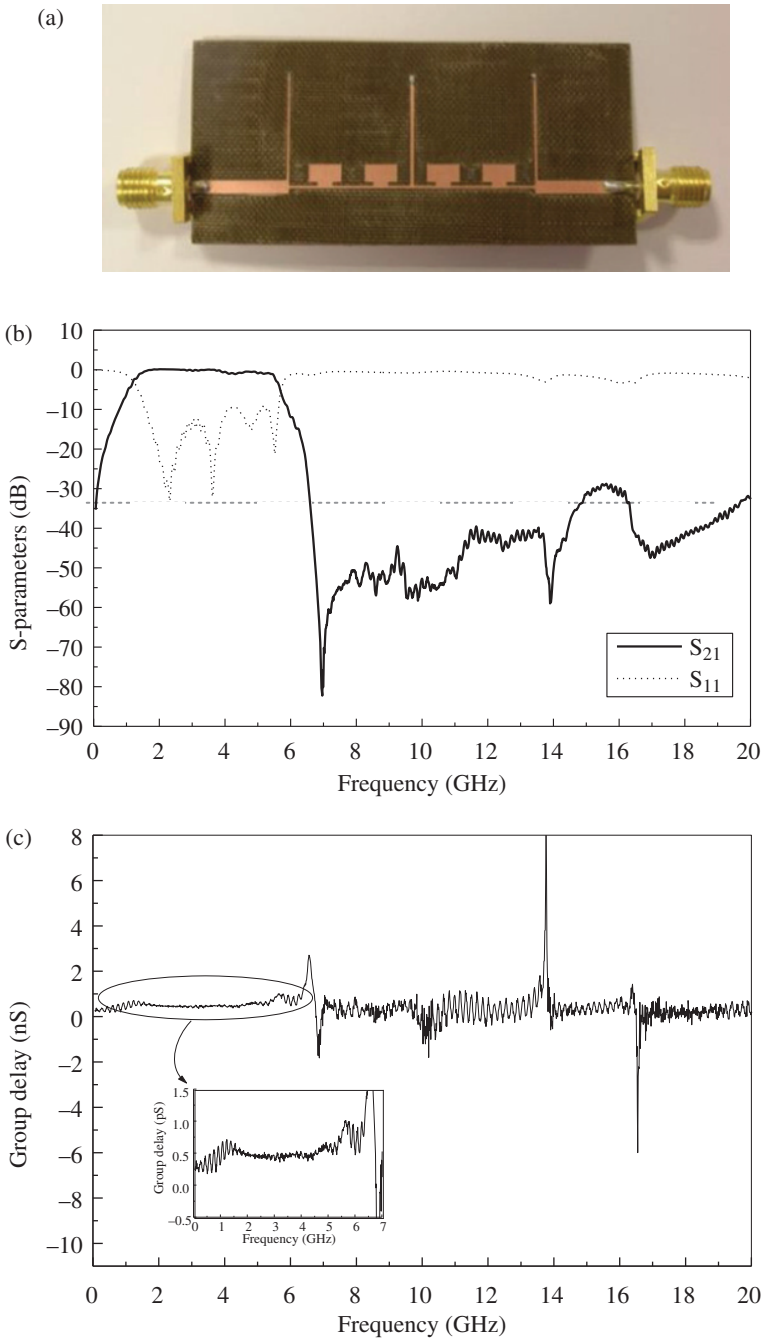 (a)
(b)
10
0
–10
–20
–30
–40
–50
–60
–70
–80
–90
S-parameters (dB)
S21
S11
0 2 4 6 8 10 12 14 16 18 20
Frequency (GHz)
(c)
8
6
4
2
0
–2
–4
–6
–8
–10
Group delay (nS)
1.5
1.0
0.5
0.0
–0.5
Group delay (pS)
0 1 2 3 4 5 6 7
Frequency (GHz)
0 2 4 6 8 10 12 14 16 18 20
Frequency (GHz)